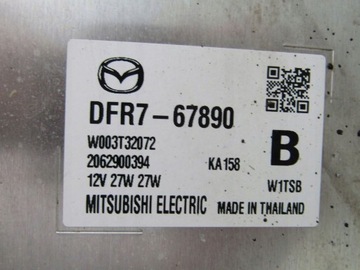 DFR7-67890
W003T32072
2062900394 KA158 B
12V 27W 27W W1TSB
MITSUBISHI ELECTRIC MADE IN THAILAND